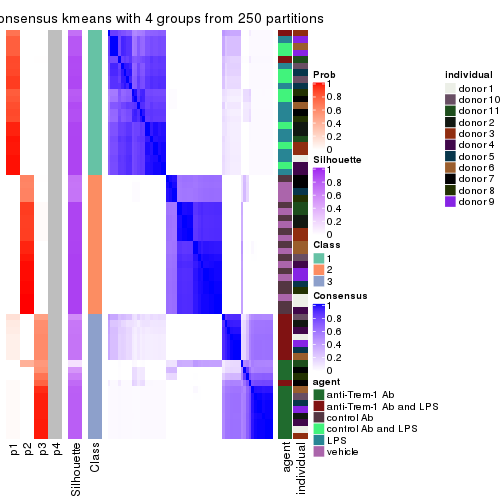 onsensus kmeans with 4 groups from 250 partitions
Prob
1
0.8
0.6
0.4
0.2
0
Silhouette
1
0.8
0.6
0.4
0.2
0
Class
1
2
3
Consensus
1
0.8
0.6
0.4
0.2
0
agent
anti-Trem-1 Ab
anti-Trem-1 Ab and LPS
control Ab
control Ab and LPS
LPS
vehicle
individual
donor 1
donor 10
donor 11
donor 2
donor 3
donor 4
donor 5
donor 6
donor 7
donor 8
donor 9
p1
p2
p3
p4
Silhouette
Class
agent
individual